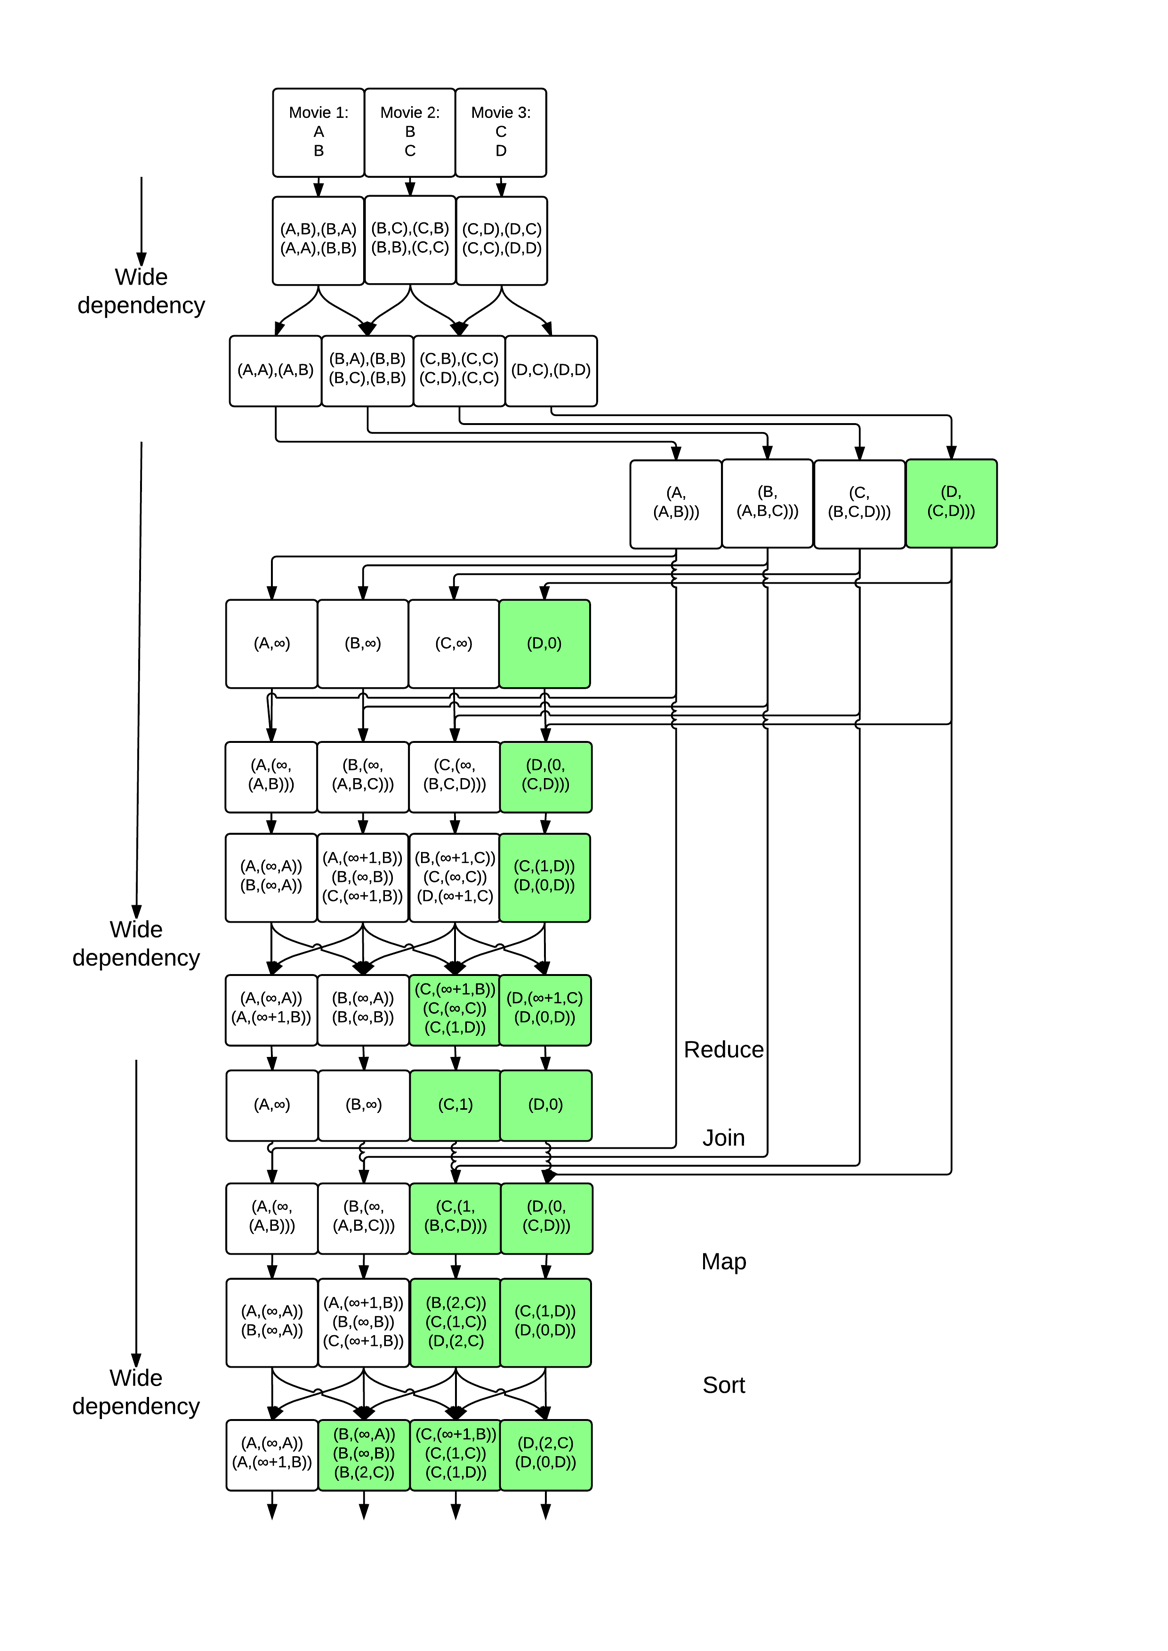 Movie 1:
A
B
Movie 2:
B
C
Movie 3:
C
D
(A,B),(B,A)
(A,A),(B,B)
(B,C),(C,B)
(B,B),(C,C)
(C,D),(D,C)
(C,C),(D,D)
Wide
dependency
(A,A),(A,B)
(B,A),(B,B)
(B,C),(B,B)
(C,B),(C,C)
(C,D),(C,C)
(D,C),(D,D)
(A,
(A,B)))
(B,
(A,B,C)))
(C,
(B,C,D)))
(D,
(C,D)))
(A,∞)
(B,∞)
(C,∞)
(D,0)
(A,(∞,
(A,B)))
(B,(∞,
(A,B,C)))
(C,(∞,
(B,C,D)))
(D,(0,
(C,D)))
(A,(∞,A))
(B,(∞,A))
(A,(∞+1,B))
(B,(∞,B))
(C,(∞+1,B))
(B,(∞+1,C))
(C,(∞,C))
(D,(∞+1,C)
(C,(1,D))
(D,(0,D))
Wide
dependency
(A,(∞,A))
(A,(∞+1,B))
(B,(∞,A))
(B,(∞,B))
(C,(∞+1,B))
(C,(∞,C))
(C,(1,D))
(D,(∞+1,C)
(D,(0,D))
Reduce
(A,∞)
(B,∞)
(C,1)
(D,0)
Join
(A,(∞,
(A,B)))
(B,(∞,
(A,B,C)))
(C,(1,
(B,C,D)))
(D,(0,
(C,D)))
Map
(A,(∞,A))
(B,(∞,A))
(A,(∞+1,B))
(B,(∞,B))
(C,(∞+1,B))
(B,(2,C))
(C,(1,C))
(D,(2,C)
(C,(1,D))
(D,(0,D))
Wide
dependency
Sort
(A,(∞,A))
(A,(∞+1,B))
(B,(∞,A))
(B,(∞,B))
(B,(2,C))
(C,(∞+1,B))
(C,(1,C))
(C,(1,D))
(D,(2,C)
(D,(0,D))